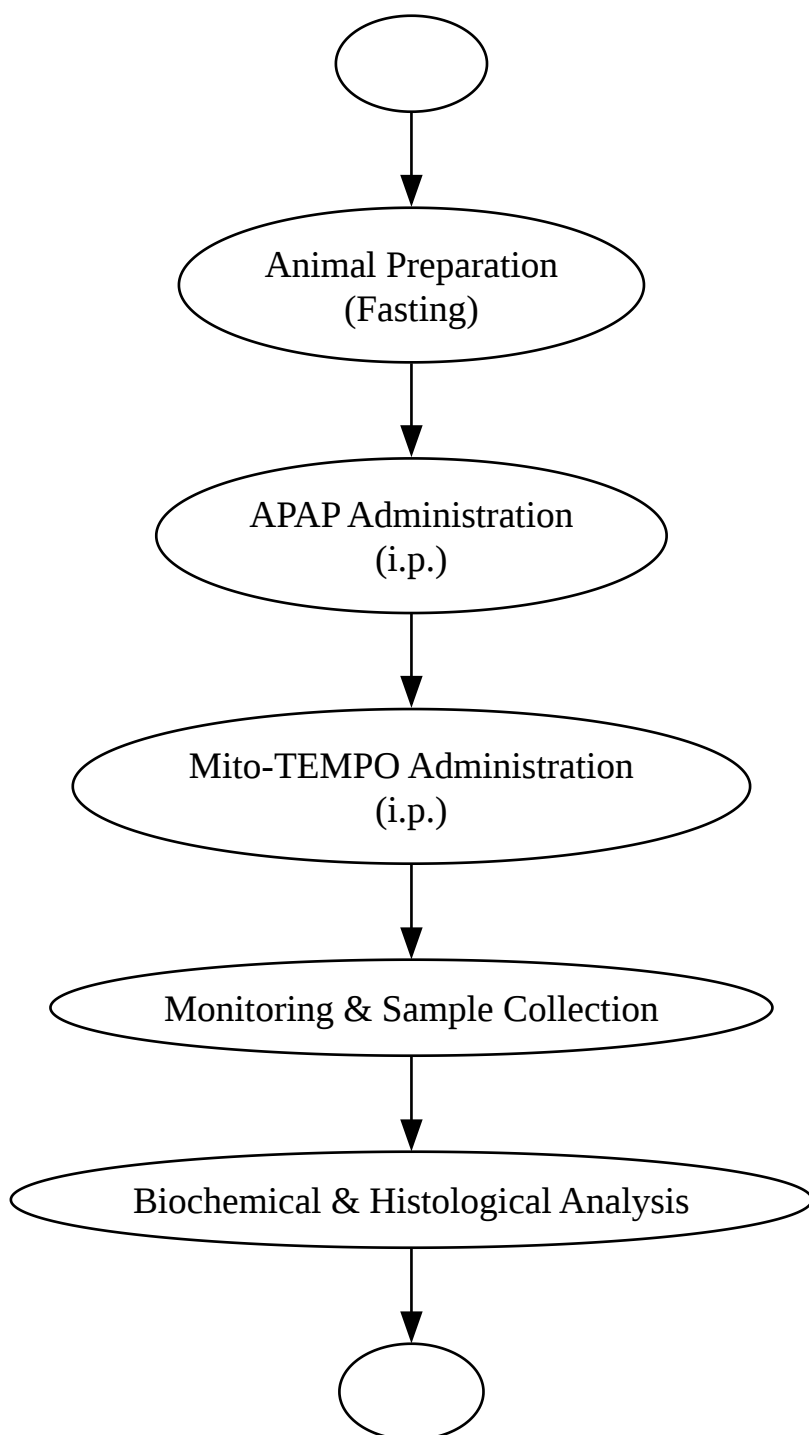 Animal Preparation
(Fasting)
APAP Administration
(i.p.)
Mito-TEMPO Administration
(i.p.)
Monitoring & Sample Collection
Biochemical & Histological Analysis